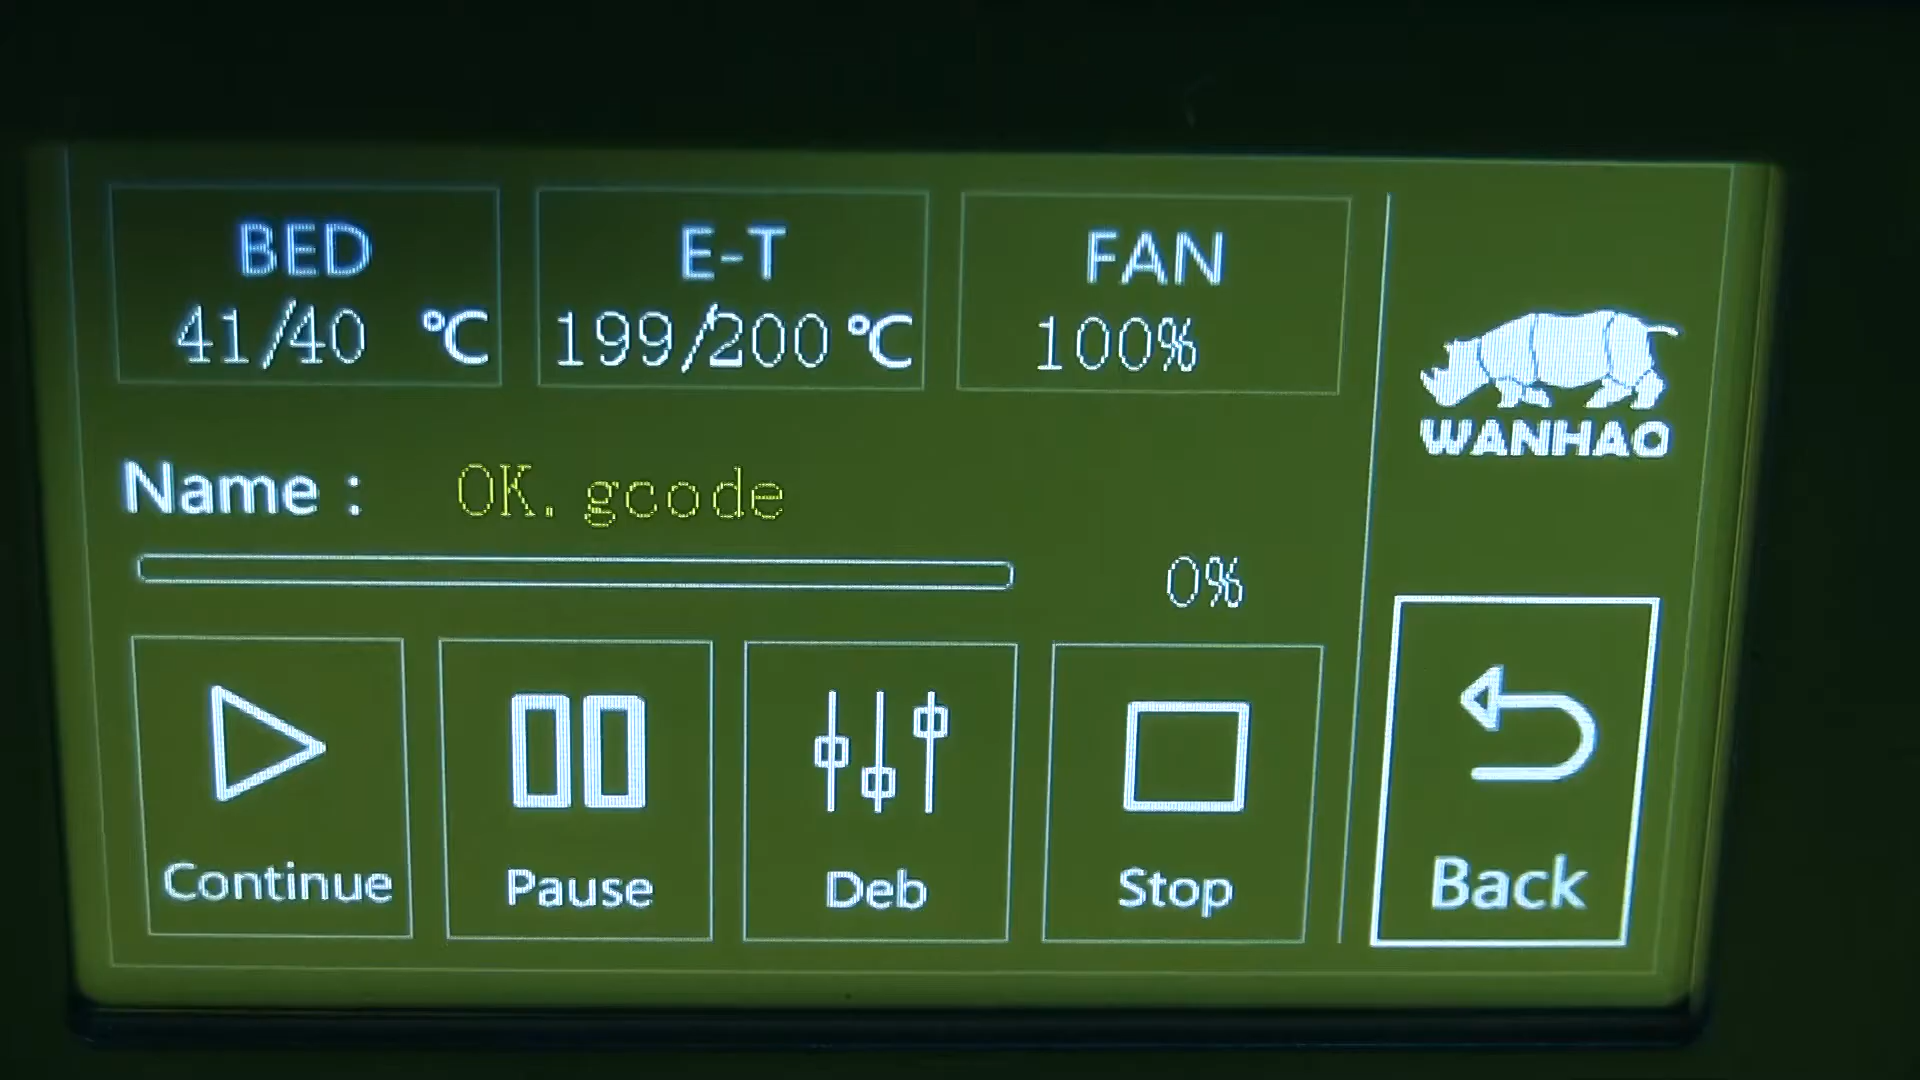 BED E-T FAN
41/40 ℃ 199/200 ℃ 100%
WANHAO
Name : OK.gcode
0%
Continue Pause Deb Stop Back